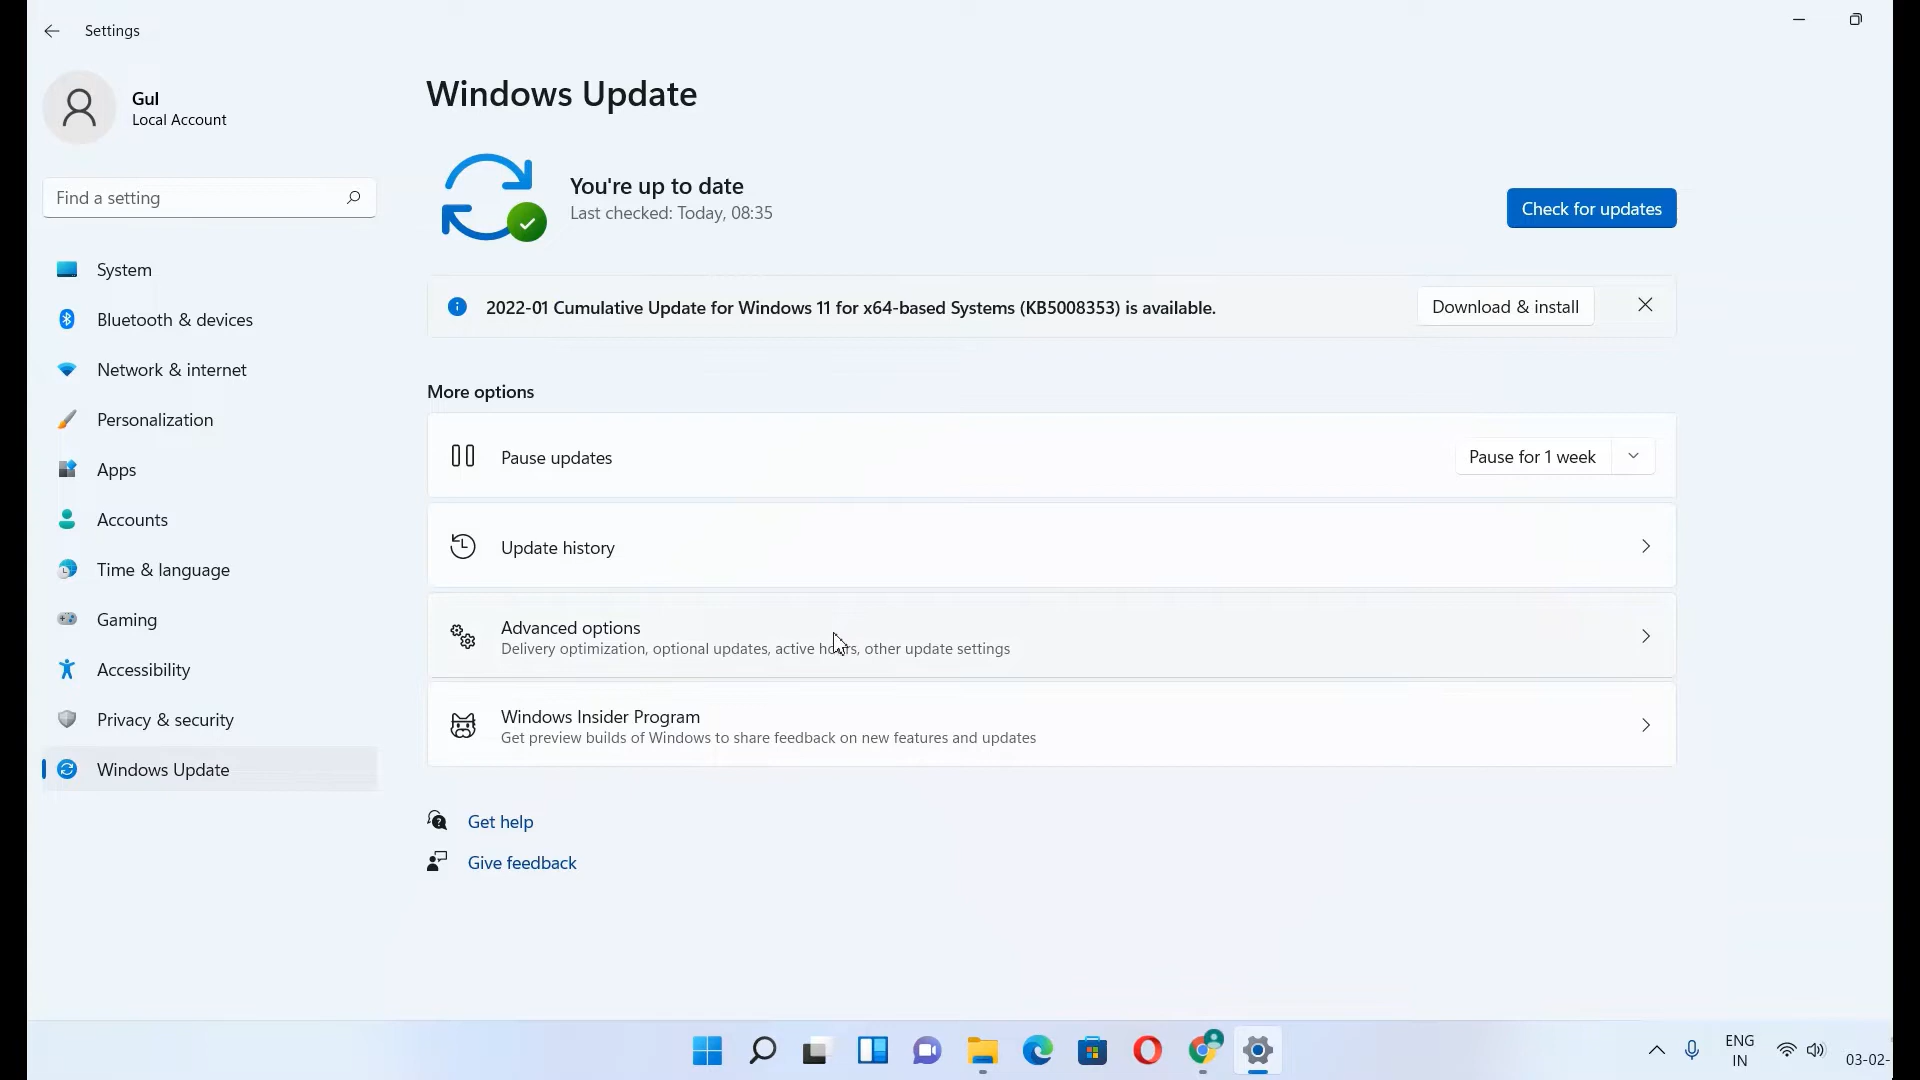 Settings
Gul
Local Account
Find a setting
System
Bluetooth & devices
Network & internet
Personalization
Apps
Accounts
Time & language
Gaming
Accessibility
Privacy & security
Windows Update
Windows Update
You're up to date
Last checked: Today, 08:35
Check for updates
2022-01 Cumulative Update for Windows 11 for x64-based Systems (KB5008353) is available.
Download & install
More options
Pause updates
Pause for 1 week
Update history
Advanced options
Delivery optimization, optional updates, active hours, other update settings
Windows Insider Program
Get preview builds of Windows to share feedback on new features and updates
Get help
Give feedback
ENG
IN
03-02-